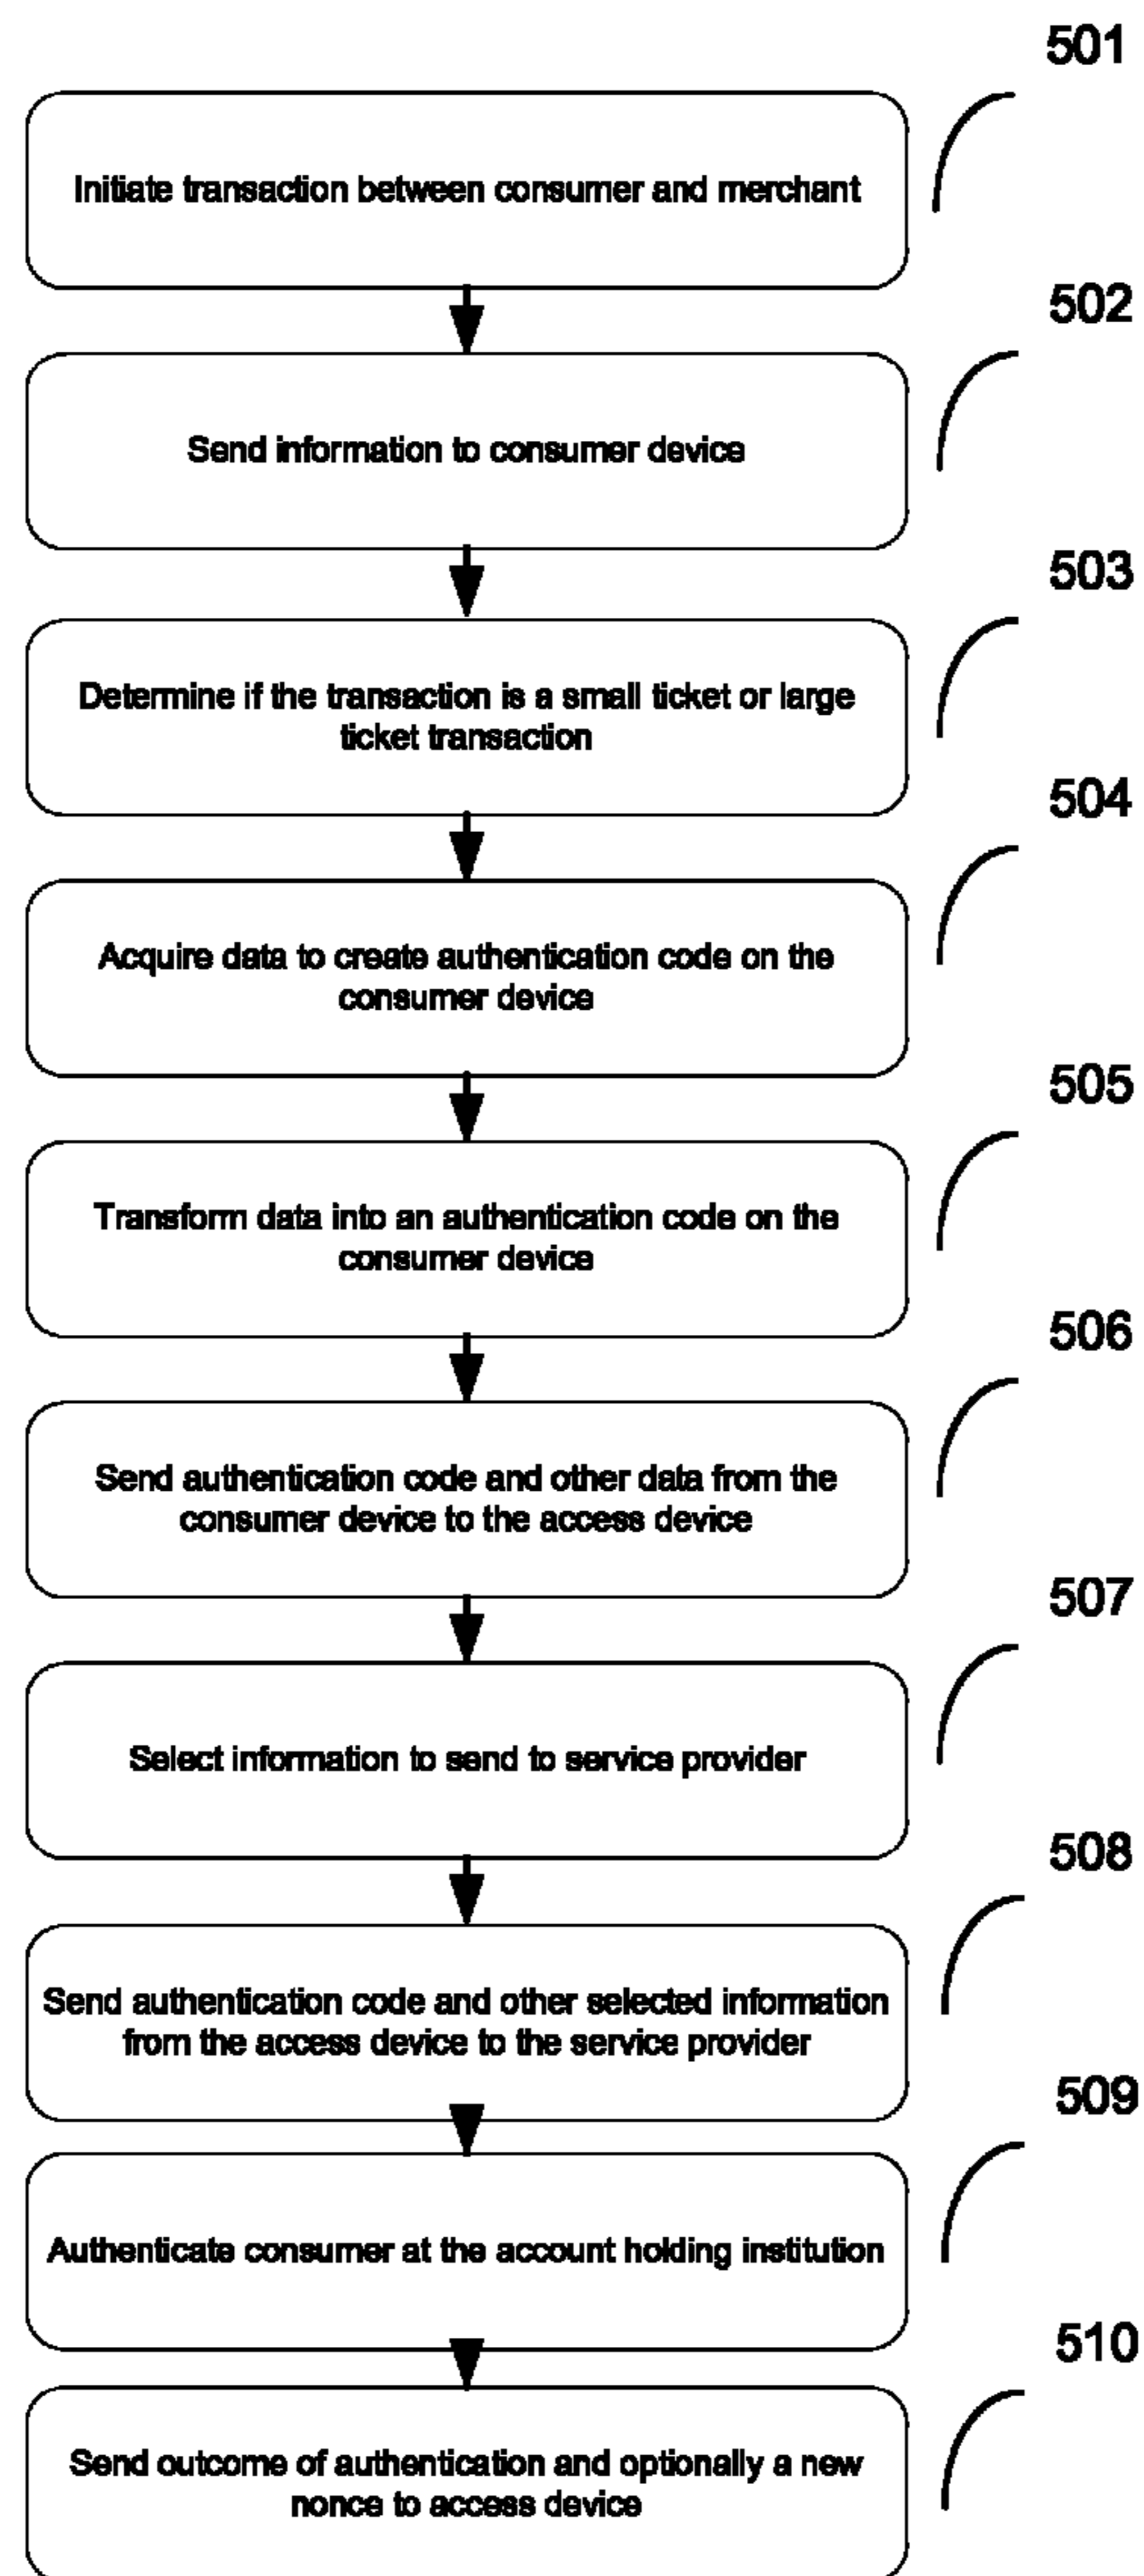 501
Initiate transaction between consumer and merchant
502
Send information to consumer device
503
Determine if the transaction is a small ticket or large
ticket transaction
504
Acquire data to create authentication code on the
consumer device
505
Transform data into an authentication code on the
consumer device
506
Send authentication code and other data from the
consumer device to the access device
507
Select information to send to service provider
508
Send authentication code and other selected information
from the access device to the service provider
509
Authenticate consumer at the account holding institution
510
Send outcome of authentication and optionally a new
nonce to access device